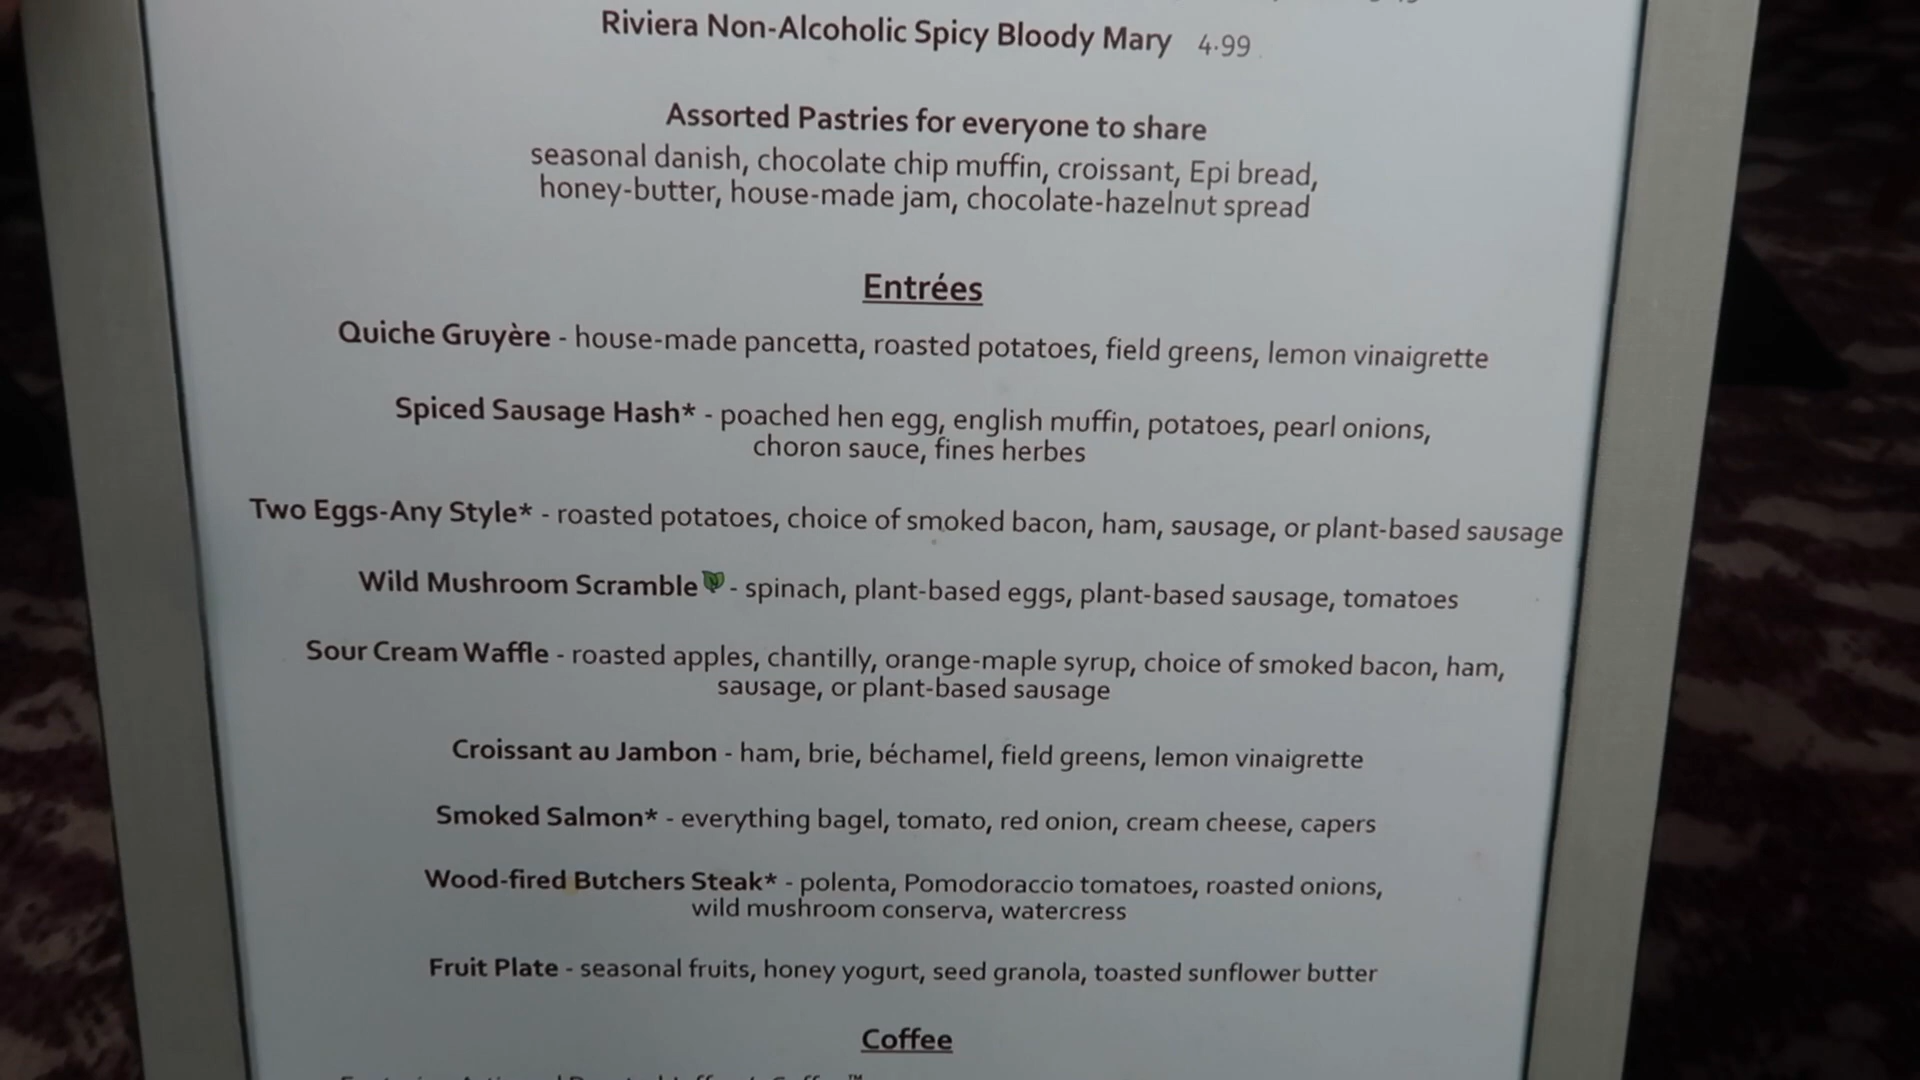 Riviera Non-Alcoholic Spicy Bloody Mary 4.99
Assorted Pastries for everyone to share
seasonal danish, chocolate chip muffin, croissant, Epi bread,
honey-butter, house-made jam, chocolate-hazelnut spread
Entrées
Quiche Gruyère - house-made pancetta, roasted potatoes, field greens, lemon vinaigrette
Spiced Sausage Hash* - poached hen egg, english muffin, potatoes, pearl onions,
choron sauce, fines herbes
Two Eggs-Any Style* - roasted potatoes, choice of smoked bacon, ham, sausage, or plant-based sausage
Wild Mushroom Scramble - spinach, plant-based eggs, plant-based sausage, tomatoes
Sour Cream Waffle - roasted apples, chantilly, orange-maple syrup, choice of smoked bacon, ham,
sausage, or plant-based sausage
Croissant au Jambon - ham, brie, béchamel, field greens, lemon vinaigrette
Smoked Salmon* - everything bagel, tomato, red onion, cream cheese, capers
Wood-fired Butchers Steak* - polenta, Pomodoraccio tomatoes, roasted onions,
wild mushroom conserva, watercress
Fruit Plate - seasonal fruits, honey yogurt, seed granola, toasted sunflower butter
Coffee